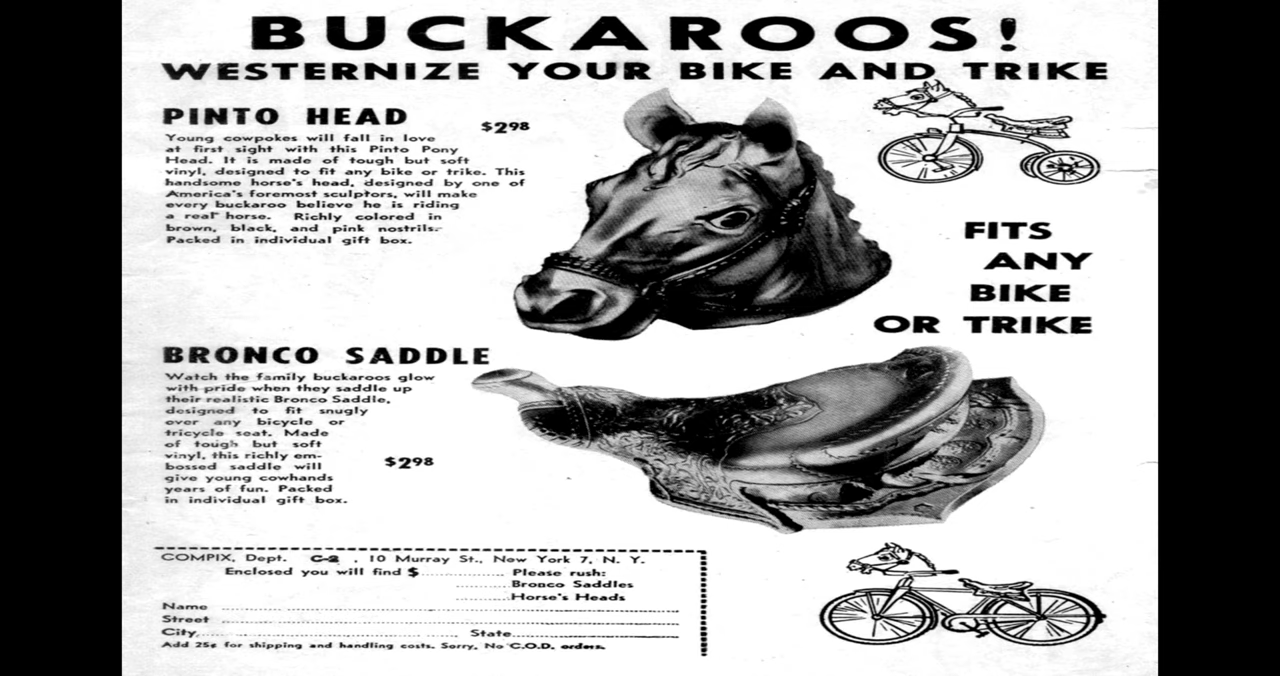 BUCKAROOS!
WESTERNIZE YOUR BIKE AND TRIKE
PINTO HEAD
$2.98
Young cowpokes will fall in love
at first sight with this Pinto Pony
Head. It is made of tough but soft
vinyl, designed to fit any bike or trike. This
handsome horse's head, designed by one of
America's foremost sculptors, will make
every buckaroo believe he is riding
a real horse. Richly colored in
brown, black, and pink nostrils.
Packed in individual gift box.
FITS
ANY
BIKE
OR TRIKE
BRONCO SADDLE
Watch the family buckaroos glow
with pride when they saddle up
their realistic Bronco Saddle,
designed to fit snugly
over any bicycle or
tricycle seat. Made
of tough but soft
vinyl, this richly em-
bossed saddle will
give young cowhands
years of fun. Packed
in individual gift box.
$2.98
COMPIX, Dept. C-2, 10 Murray St., New York 7, N. Y.
Enclosed you will find $ Please rush:
Bronco Saddles
Horse's Heads
Name
Street
City, State
Add 25¢ for shipping and handling costs. Sorry, No C.O.D. orders.